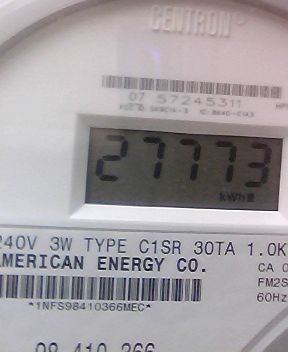 CENTRON®
07 57245311
27773
kWh
240V 3W TYPE C1SR 30TA 1.0K
AMERICAN ENERGY CO.
CA 0
FM2S
60Hz
*1NFS98410366MEC*
98 410 366